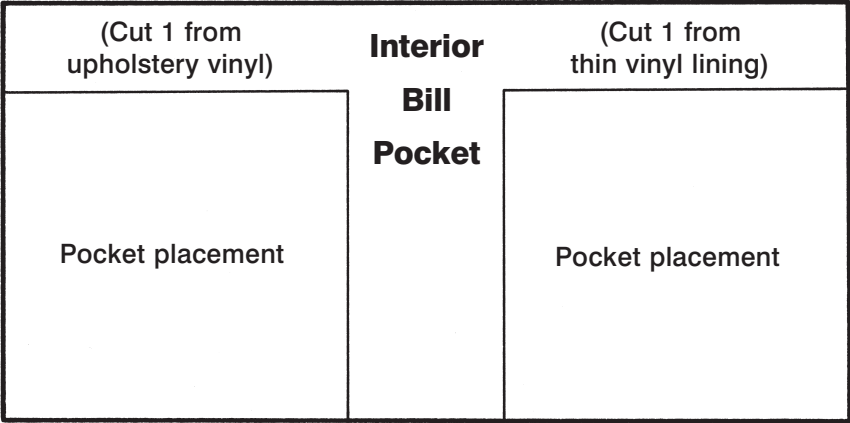 (Cut 1 from
upholstery vinyl)
Interior
Bill
Pocket
(Cut 1 from
thin vinyl lining)
Pocket placement
Pocket placement